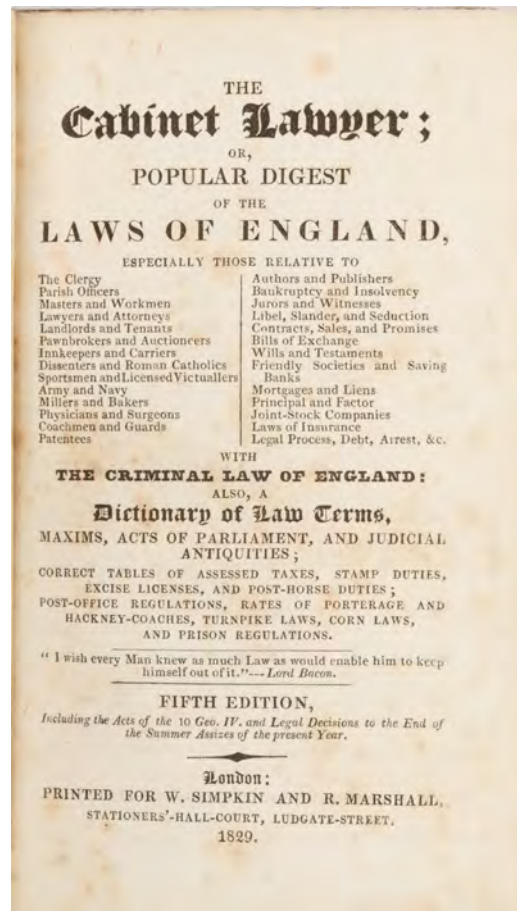 THE
Cabinet Lawyer;
OR,
POPULAR DIGEST
OF THE
LAWS OF ENGLAND,
ESPECIALLY THOSE RELATIVE TO
The Clergy
Parish Officers
Masters and Workmen
Lawyers and Attorneys
Landlords and Tenants
Pawnbrokers and Auctioneers
Innkeepers and Carriers
Dissenters and Roman Catholics
Sportsmen and Licensed Victuallers
Army and Navy
Millers and Bakers
Physicians and Surgeons
Coachmen and Guards
Patentees
Authors and Publishers
Bankruptcy and Insolvency
Jurors and Witnesses
Libel, Slander, and Seduction
Contracts, Sales, and Promises
Bills of Exchange
Wills and Testaments
Friendly Societies and Saving
Banks
Mortgages and Liens
Principal and Factor
Joint-Stock Companies
Laws of Insurance
Legal Process, Debt, Arrest, &c.
WITH
THE CRIMINAL LAW OF ENGLAND:
ALSO, A
Dictionary of Law Terms,
MAXIMS, ACTS OF PARLIAMENT, AND JUDICIAL
ANTIQUITIES;
CORRECT TABLES OF ASSESSED TAXES, STAMP DUTIES,
EXCISE LICENSES, AND POST-HORSE DUTIES;
POST-OFFICE REGULATIONS, RATES OF PORTERAGE AND
HACKNEY-COACHES, TURNPIKE LAWS, CORN LAWS,
AND PRISON REGULATIONS.
"I wish every Man knew as much Law as would enable him to keep
himself out of it."---Lord Bacon.
FIFTH EDITION,
Including the Acts of the 10 Geo. IV. and Legal Decisions to the End of
the Summer Assizes of the present Year.
London:
PRINTED FOR W. SIMPKIN AND R. MARSHALL,
STATIONERS'-HALL-COURT, LUDGATE-STREET.
1829.